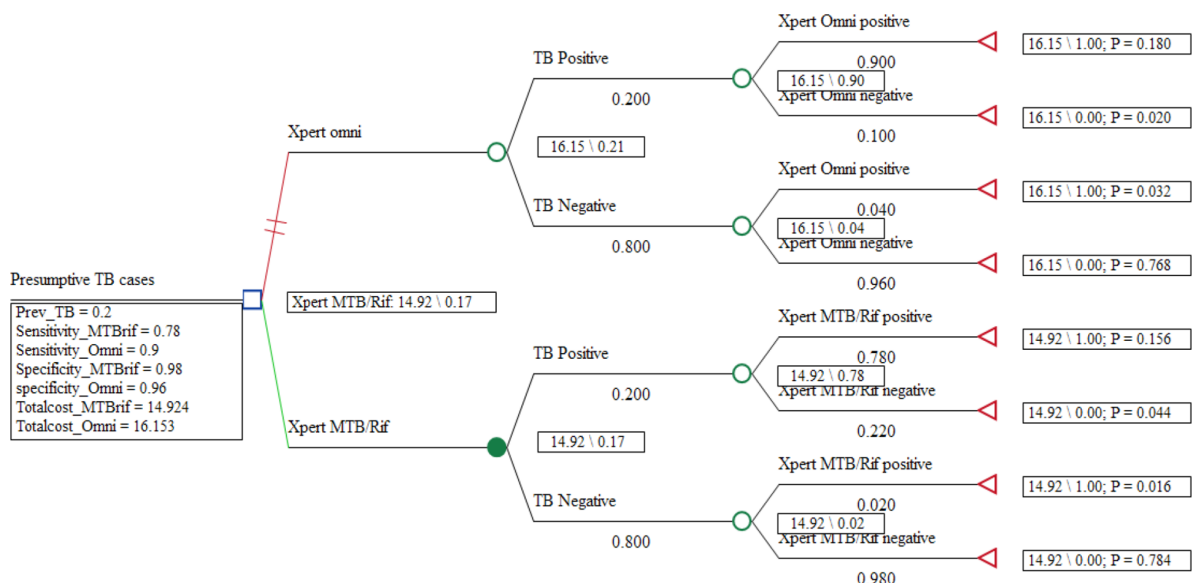 Xpert Omni positive
16.15 \ 1.00; P = 0.180
0.900
TB Positive
16.15 \ 0.90
0.200
Xpert Omni negative
16.15 \ 0.00; P = 0.020
0.100
Xpert omni
16.15 \ 0.21
Xpert Omni positive
16.15 \ 1.00; P = 0.032
0.040
TB Negative
16.15 \ 0.04
0.800
Xpert Omni negative
16.15 \ 0.00; P = 0.768
0.960
Presumptive TB cases
Prev_TB = 0.2
Sensitivity_MTBrif = 0.78
Sensitivity_Omni = 0.9
Specificity_MTBrif = 0.98
specificity_Omni = 0.96
Totalcost_MTBrif = 14.924
Totalcost_Omni = 16.153
Xpert MTB/Rif: 14.92 \ 0.17
Xpert MTB/Rif positive
14.92 \ 1.00; P = 0.156
0.780
TB Positive
14.92 \ 0.78
0.200
Xpert MTB/Rif negative
14.92 \ 0.00; P = 0.044
0.220
Xpert MTB/Rif
14.92 \ 0.17
Xpert MTB/Rif positive
14.92 \ 1.00; P = 0.016
0.020
TB Negative
14.92 \ 0.02
0.800
Xpert MTB/Rif negative
14.92 \ 0.00; P = 0.784
0.980